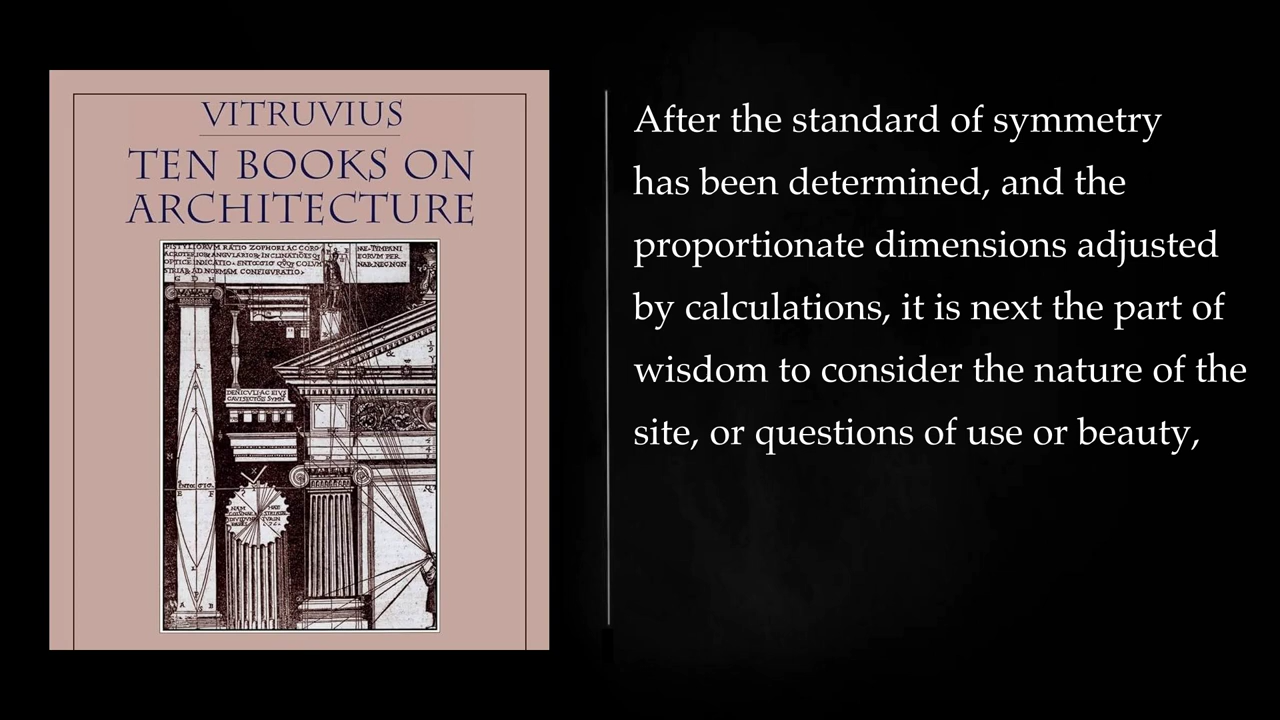 VITRUVIUS
TEN BOOKS ON
ARCHITECTURE
After the standard of symmetry
has been determined, and the
proportionate dimensions adjusted
by calculations, it is next the part of
wisdom to consider the nature of the
site, or questions of use or beauty,